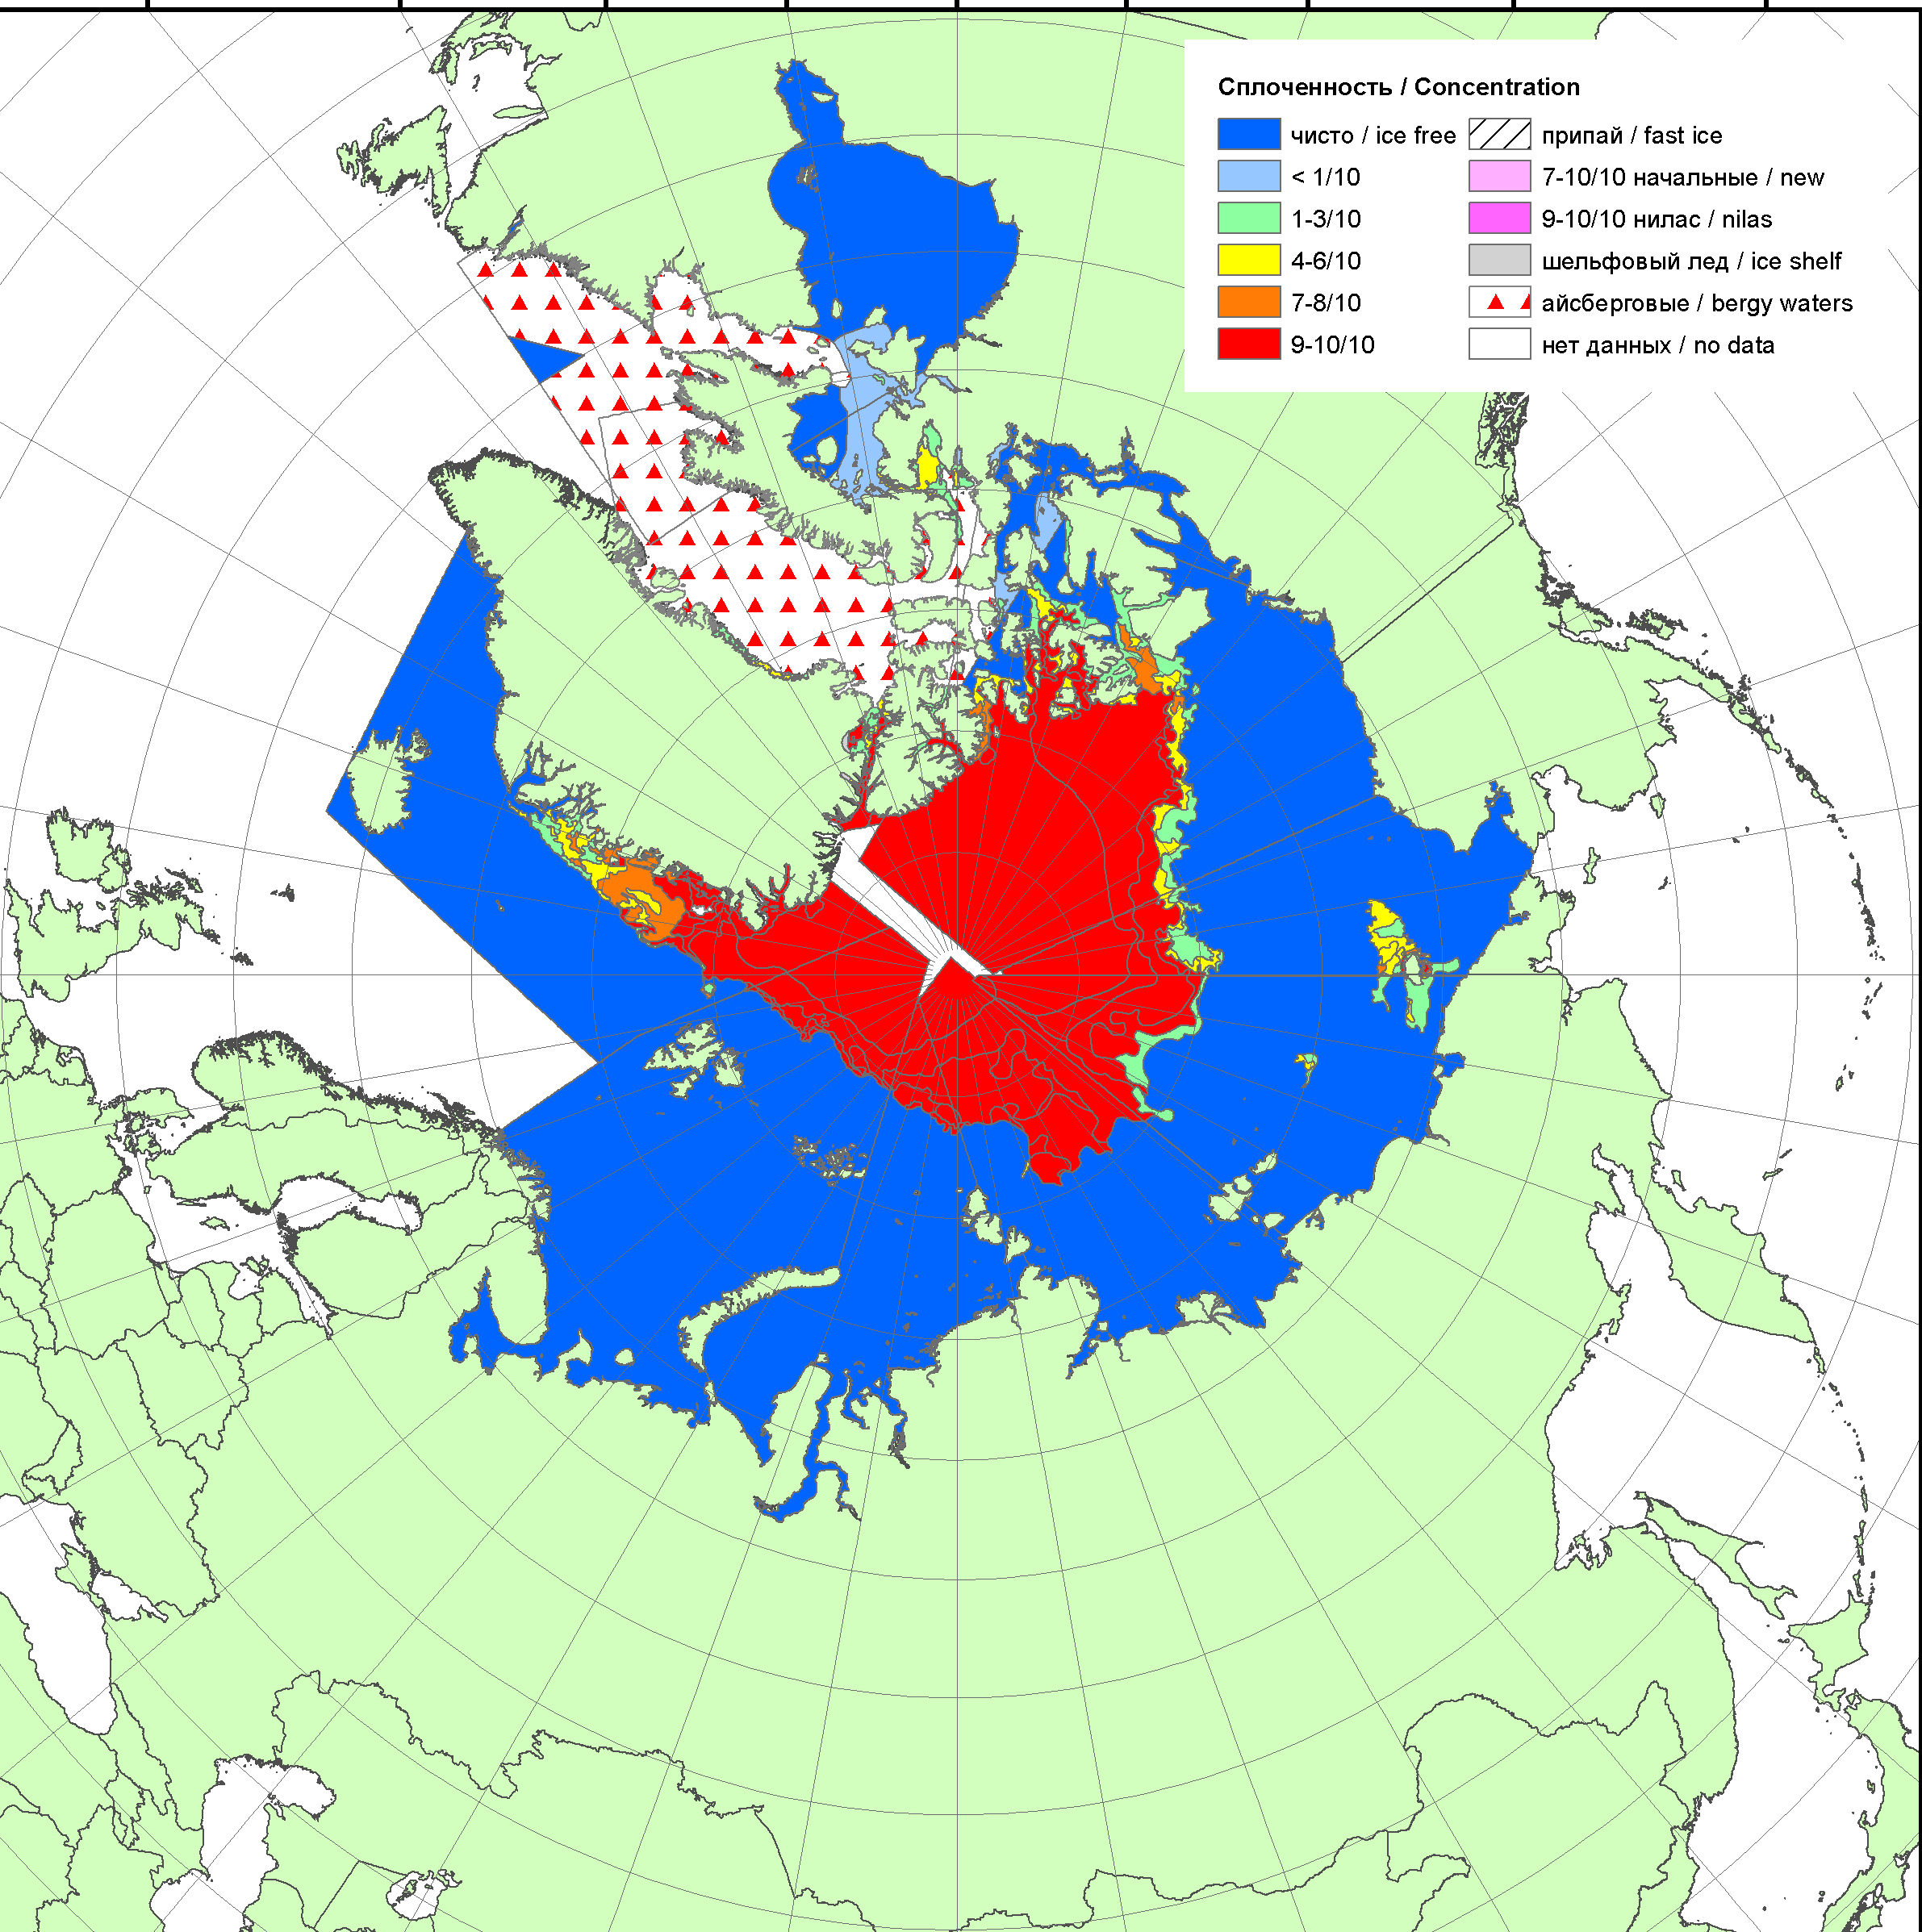 Сплоченность / Concentration
чисто / ice free
< 1/10
1-3/10
4-6/10
7-8/10
9-10/10
припай / fast ice
7-10/10 начальные / new
9-10/10 нилас / nilas
шельфовый лед / ice shelf
айсберговые / bergy waters
нет данных / no data